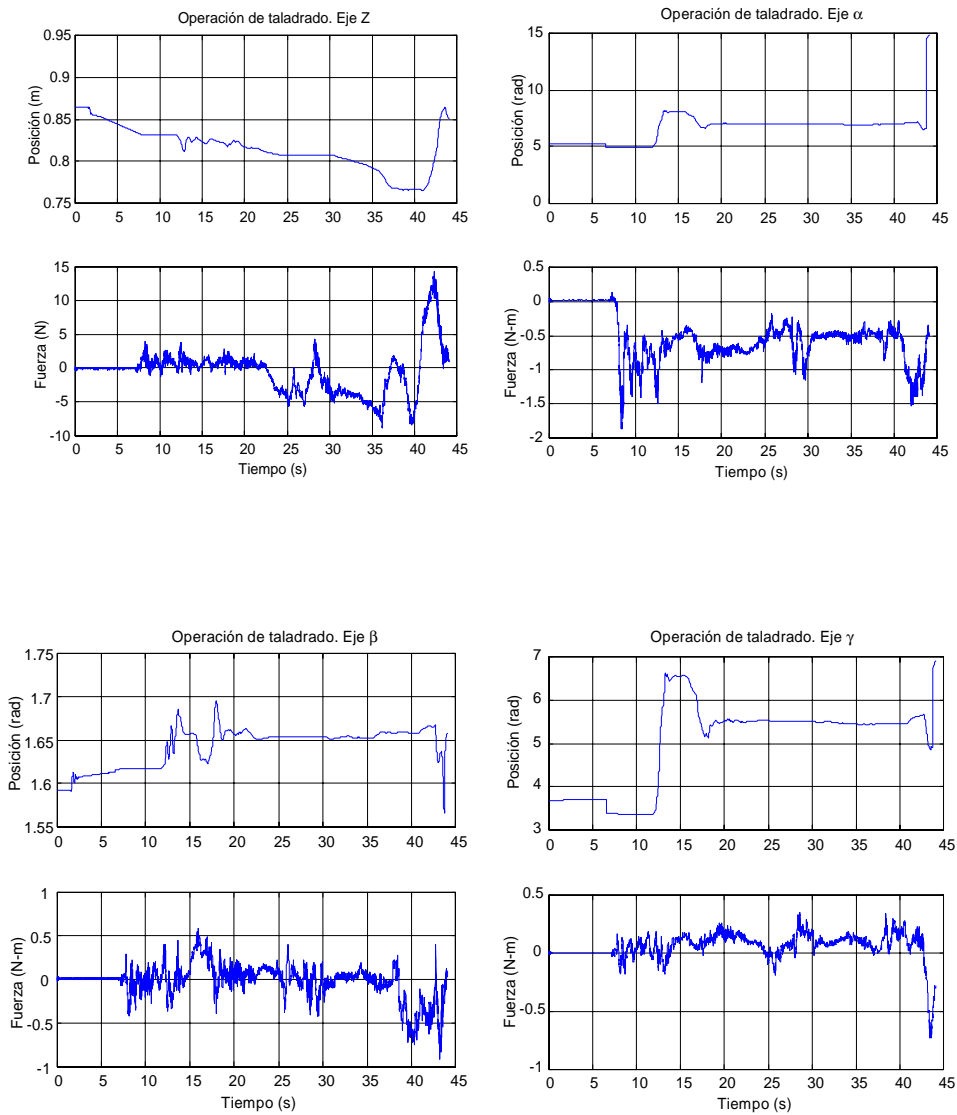 Operación de taladrado. Eje Z
Posición (m)
0.95
0.9
0.85
0.8
0.75
0 5 10 15 20 25 30 35 40 45
Fuerza (N)
15
10
5
0
-5
-10
0 5 10 15 20 25 30 35 40 45
Tiempo (s)
Operación de taladrado. Eje α
Posición (rad)
15
10
5
0
0 5 10 15 20 25 30 35 40 45
Fuerza (N-m)
0.5
0
-0.5
-1
-1.5
-2
0 5 10 15 20 25 30 35 40 45
Tiempo (s)
Operación de taladrado. Eje β
Posición (rad)
1.75
1.7
1.65
1.6
1.55
0 5 10 15 20 25 30 35 40 45
Fuerza (N-m)
1
0.5
0
-0.5
-1
0 5 10 15 20 25 30 35 40 45
Tiempo (s)
Operación de taladrado. Eje γ
Posición (rad)
7
6
5
4
3
0 5 10 15 20 25 30 35 40 45
Fuerza (N-m)
0.5
0
-0.5
-1
0 5 10 15 20 25 30 35 40 45
Tiempo (s)